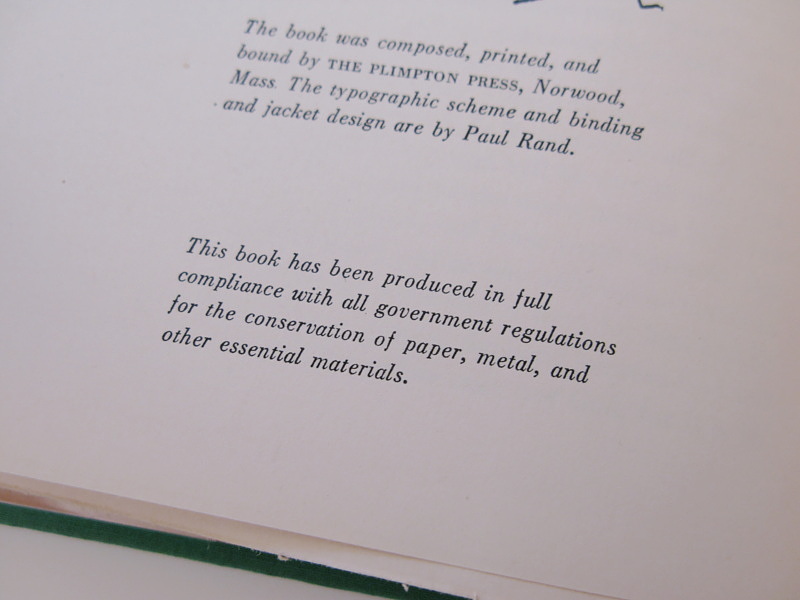 The book was composed, printed, and
bound by THE PLIMPTON PRESS, Norwood,
Mass. The typographic scheme and binding
and jacket design are by Paul Rand.
This book has been produced in full
compliance with all government regulations
for the conservation of paper, metal, and
other essential materials.